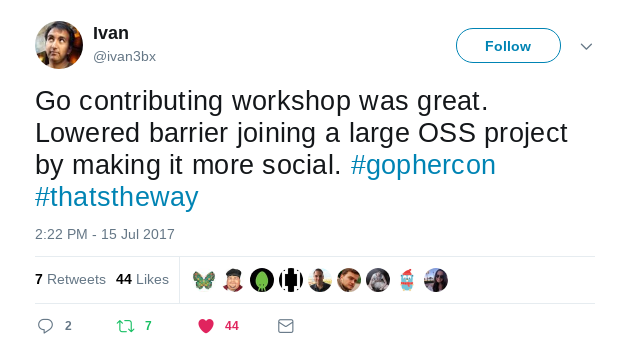 Ivan
@ivan3bx
Follow
Go contributing workshop was great.
Lowered barrier joining a large OSS project
by making it more social. #gophercon
#thatstheway
2:22 PM - 15 Jul 2017
7 Retweets 44 Likes
2 7 44